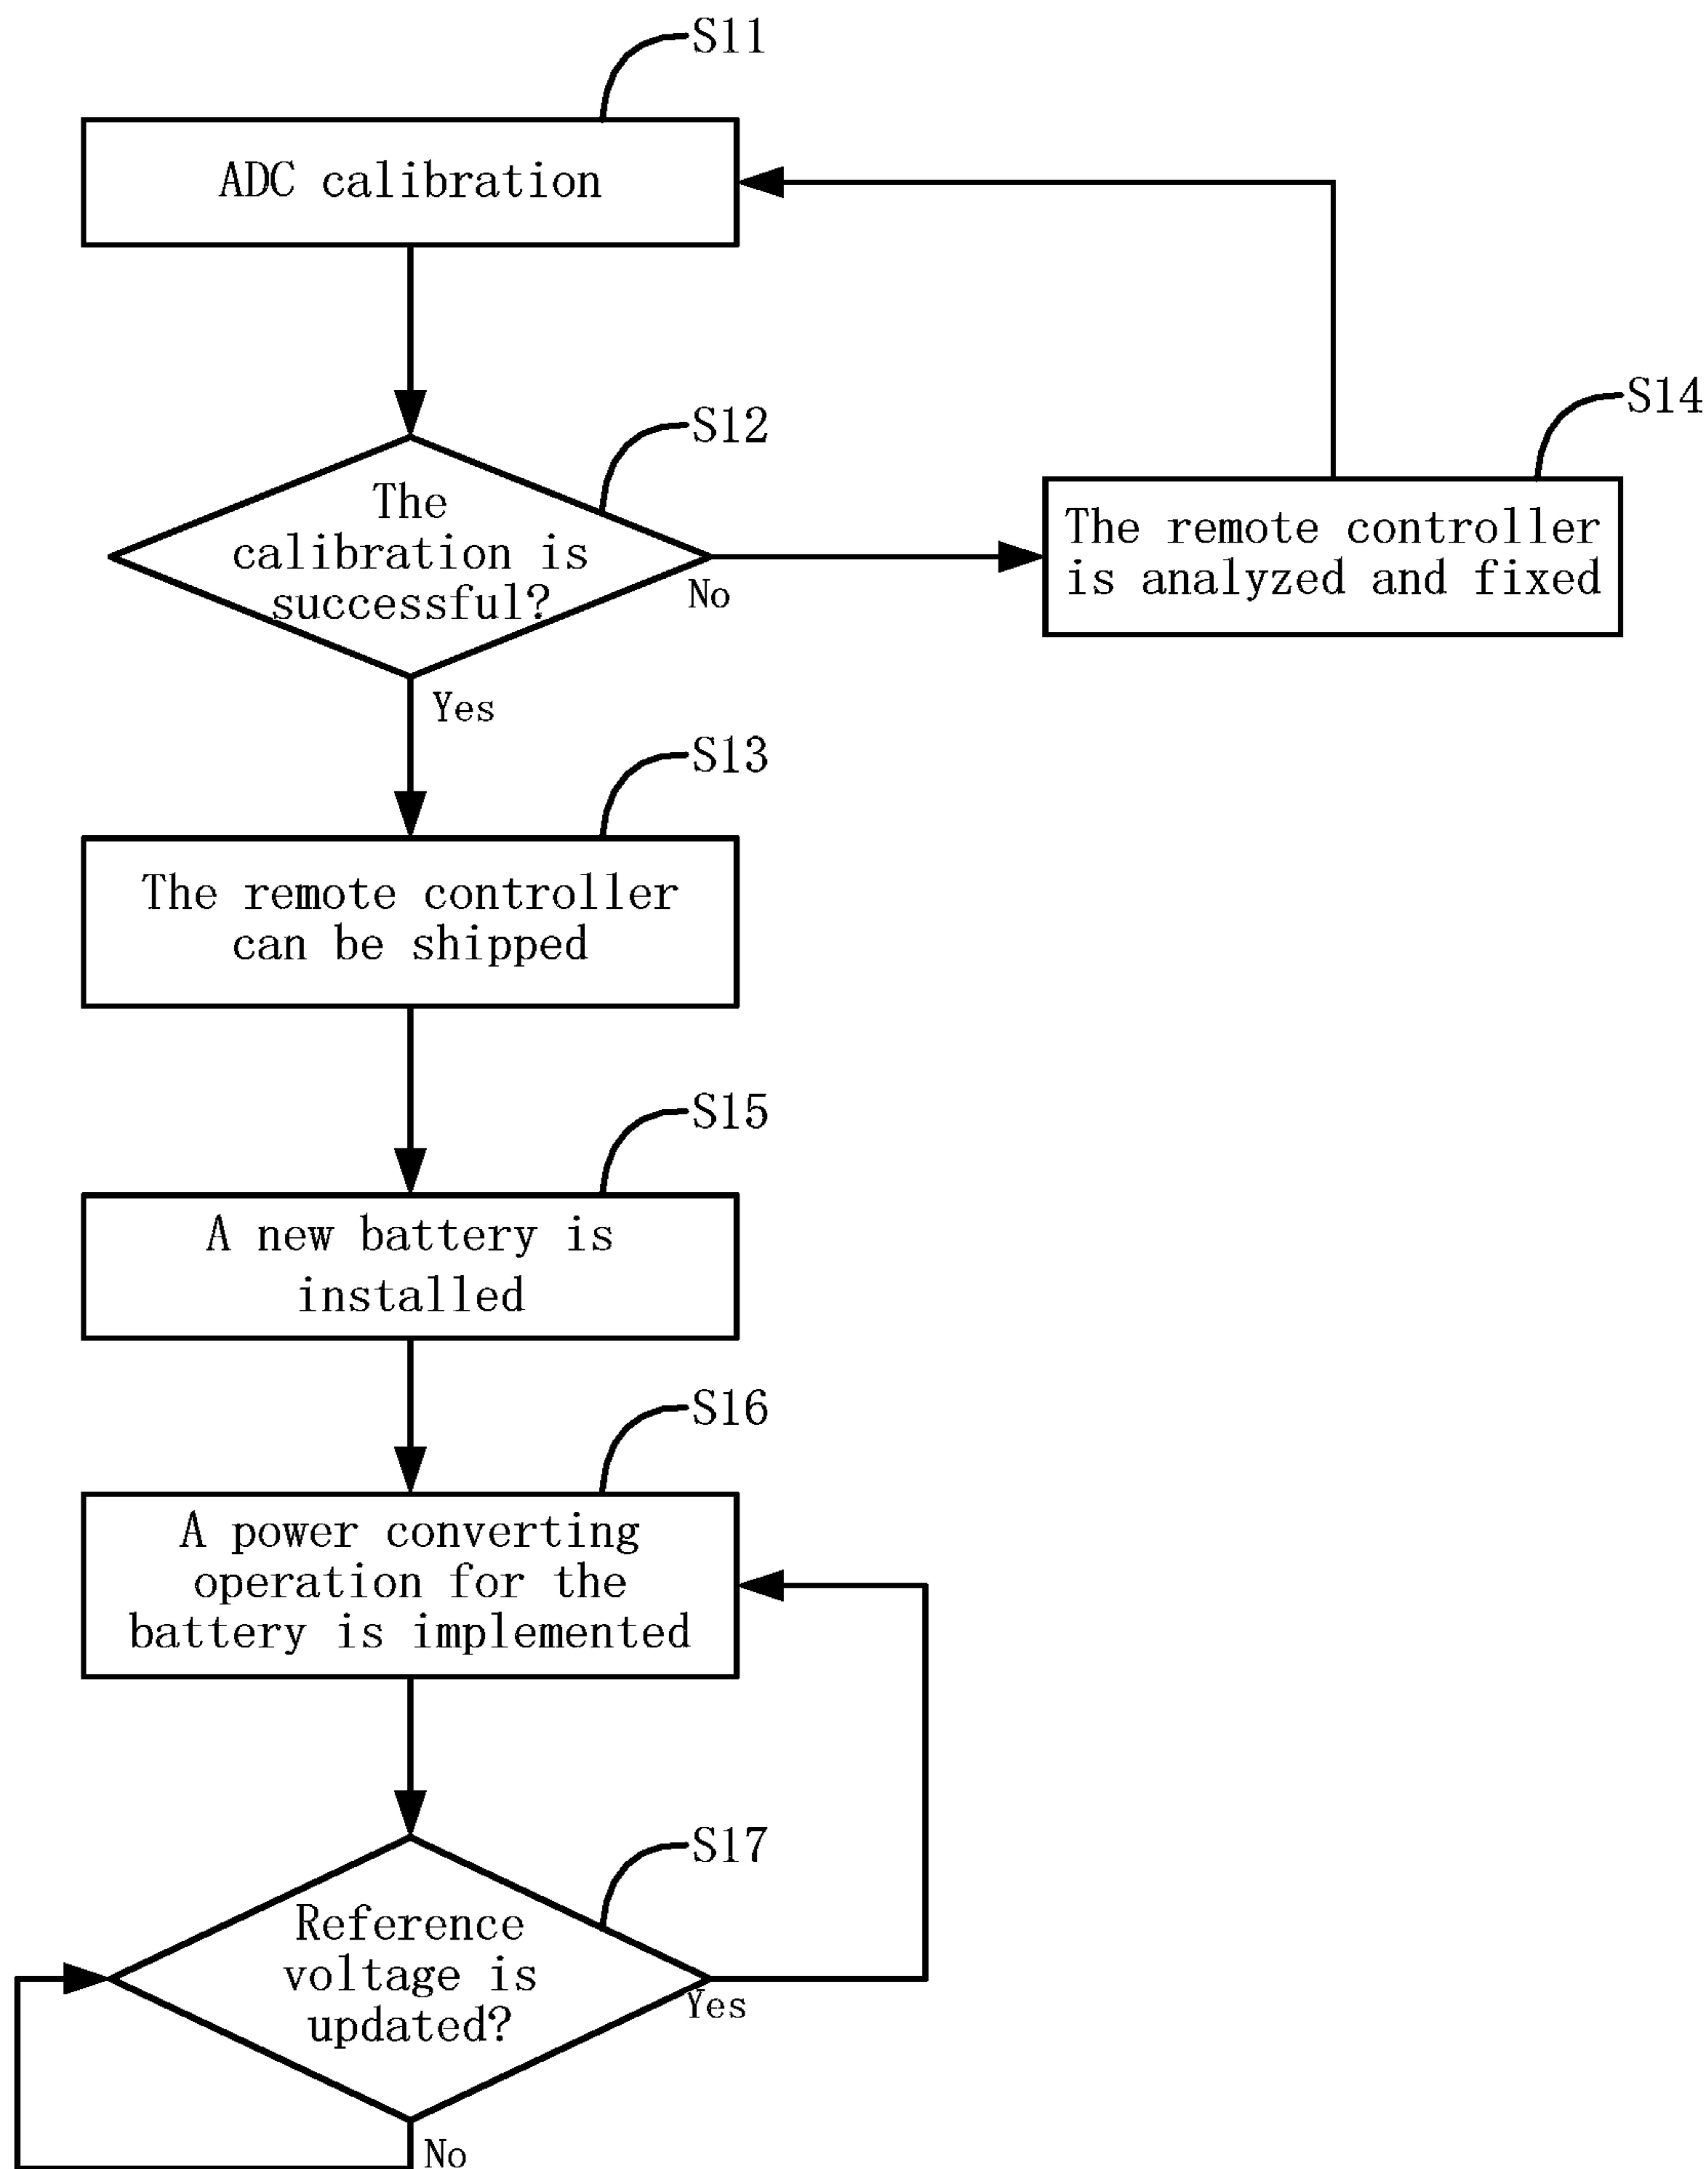 S11
ADC calibration
S12
The
calibration is
successful?
No
Yes
S14
The remote controller
is analyzed and fixed
S13
The remote controller
can be shipped
S15
A new battery is
installed
S16
A power converting
operation for the
battery is implemented
S17
Reference
voltage is
updated?
Yes
No